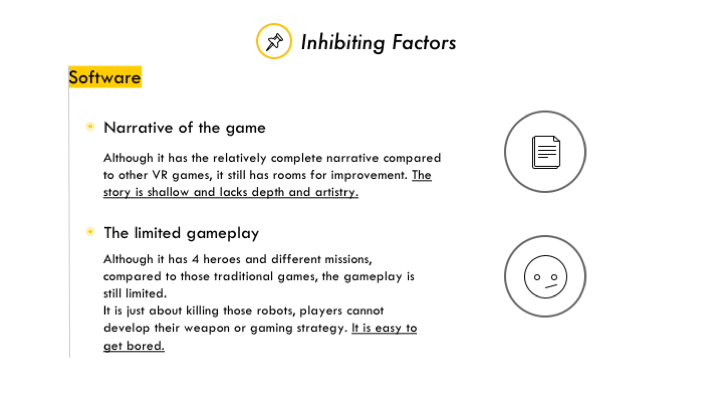 Inhibiting Factors
Software
Narrative of the game
Although it has the relatively complete narrative compared
to other VR games, it still has rooms for improvement. The
story is shallow and lacks depth and artistry.
The limited gameplay
Although it has 4 heroes and different missions,
compared to those traditional games, the gameplay is
still limited.
It is just about killing those robots, players cannot
develop their weapon or gaming strategy. It is easy to
get bored.